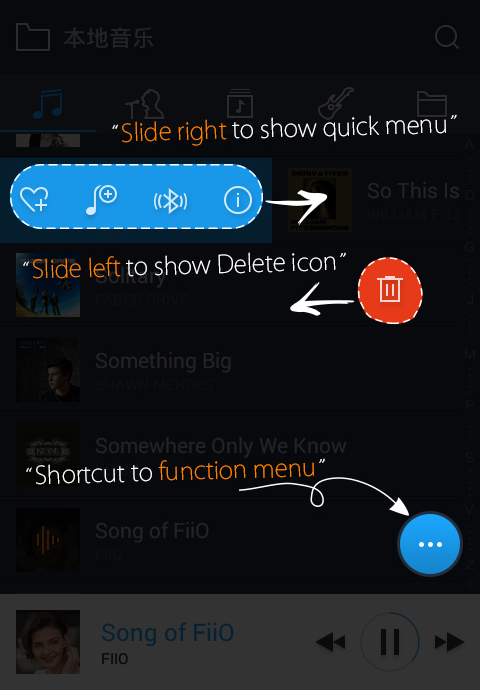 本地音乐
“Slide right to show quick menu”
So This Is
WILLIAM FITZ
“Slide left to show Delete icon”
Solitary
FADER DRIVE
Something Big
SHAWN MENDES
KEANE
Somewhere Only We Know
“Shortcut to function menu”
Song of FiiO
FIIO
Song of FiiO
FIIO
A
D
G
J
M
P
S
V
Z